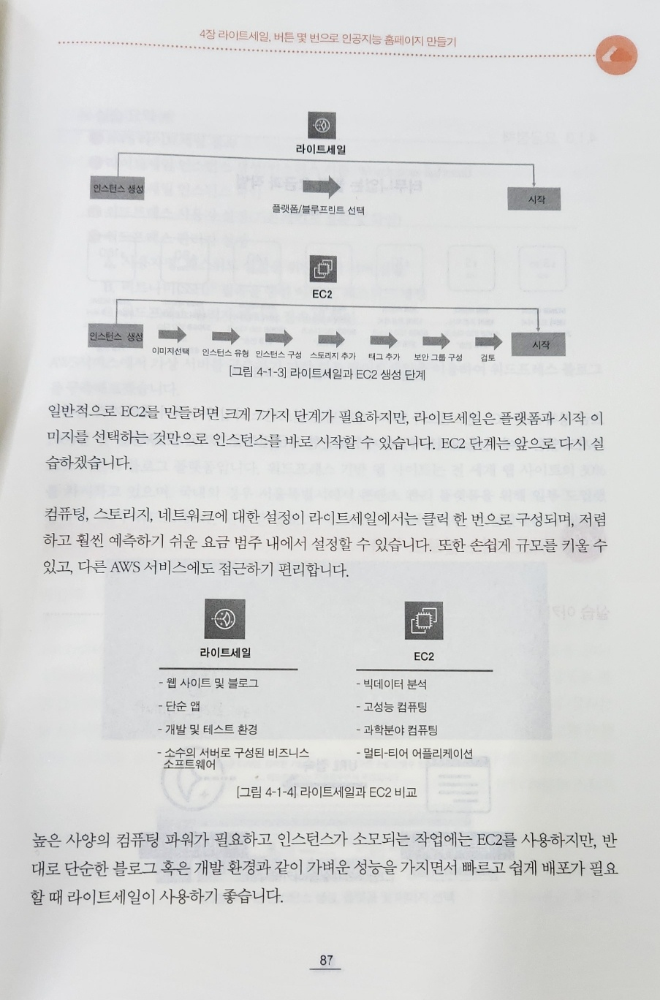 4장 라이트세일, 버튼 몇 번으로 인공지능 홈페이지 만들기
라이트세일
인스턴스 생성
플랫폼/블루프린트 선택
시작
EC2
인스턴스 생성
이미지선택
인스턴스 유형
인스턴스 구성
스토리지 추가
태그 추가
보안 그룹 구성
검토
시작
[그림 4-1-3] 라이트세일과 EC2 생성 단계
일반적으로 EC2를 만들려면 크게 7가지 단계가 필요하지만, 라이트세일은 플랫폼과 시작 이
미지를 선택하는 것만으로 인스턴스를 바로 시작할 수 있습니다. EC2 단계는 앞으로 다시 실
습하겠습니다.
컴퓨팅, 스토리지, 네트워크에 대한 설정이 라이트세일에서는 클릭 한 번으로 구성되며, 저렴
하고 훨씬 예측하기 쉬운 요금 범주 내에서 설정할 수 있습니다. 또한 손쉽게 규모를 키울 수
있고, 다른 AWS 서비스에도 접근하기 편리합니다.
라이트세일
- 웹 사이트 및 블로그
- 단순 앱
- 개발 및 테스트 환경
- 소수의 서버로 구성된 비즈니스
소프트웨어
EC2
- 빅데이터 분석
- 고성능 컴퓨팅
- 과학분야 컴퓨팅
- 멀티-티어 어플리케이션
[그림 4-1-4] 라이트세일과 EC2 비교
높은 사양의 컴퓨팅 파워가 필요하고 인스턴스가 소모되는 작업에는 EC2를 사용하지만, 반
대로 단순한 블로그 혹은 개발 환경과 같이 가벼운 성능을 가지면서 빠르고 쉽게 배포가 필요
할 때 라이트세일이 사용하기 좋습니다.
87